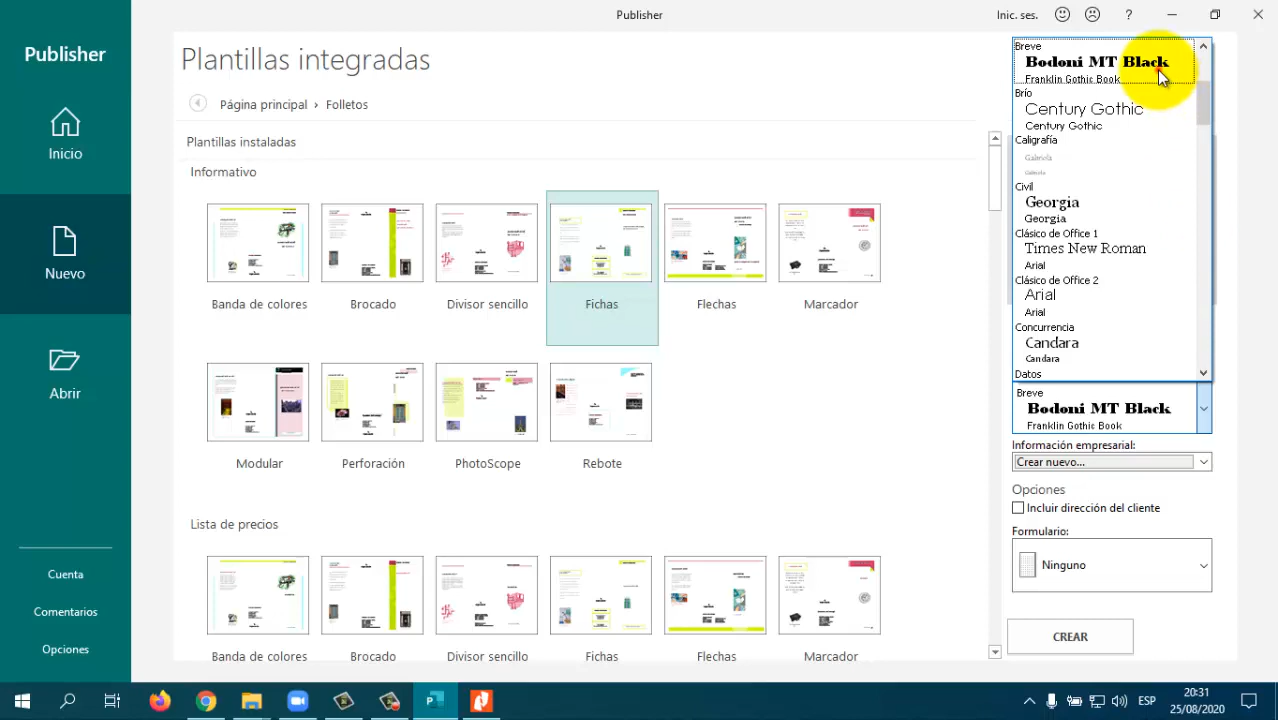 Publisher
Inic. ses.
?
Publisher
Inicio
Nuevo
Abrir
Cuenta
Comentarios
Opciones
Plantillas integradas
Página principal › Folletos
Plantillas instaladas
Informativo
Banda de colores
Brocado
Divisor sencillo
Fichas
Flechas
Marcador
Modular
Perforación
PhotoScope
Rebote
Lista de precios
Banda de colores
Brocado
Divisor sencillo
Fichas
Flechas
Marcador
Breve
Bodoni MT Black
Franklin Gothic Book
Brío
Century Gothic
Century Gothic
Caligrafía
Gabriola
Gabriola
Civil
Georgia
Georgia
Clásico de Office 1
Times New Roman
Arial
Clásico de Office 2
Arial
Arial
Concurrencia
Candara
Candara
Datos
Breve
Bodoni MT Black
Franklin Gothic Book
Información empresarial:
Crear nuevo...
Opciones
Incluir dirección del cliente
Formulario:
Ninguno
CREAR
ESP
20:31
25/08/2020